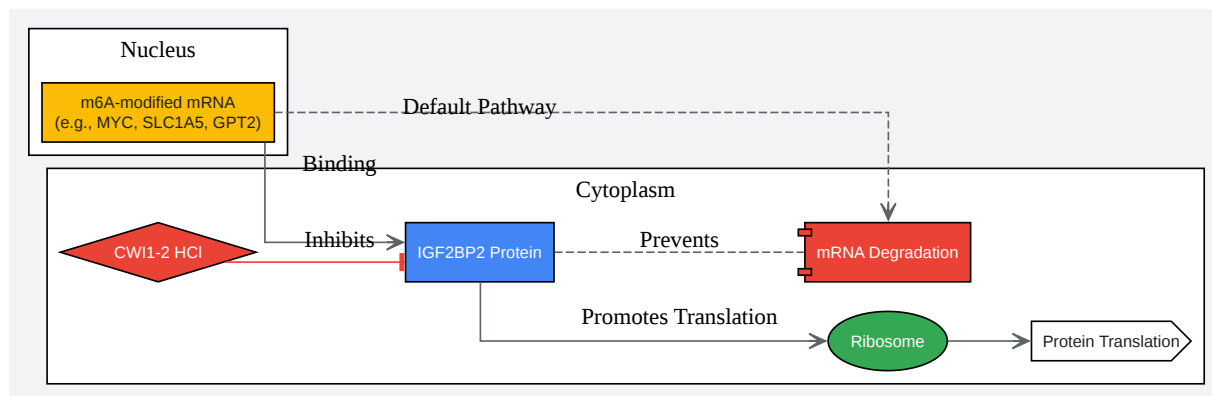 Nucleus
m6A-modified mRNA
(e.g., MYC, SLC1A5, GPT2)
Default Pathway
Binding
Cytoplasm
CWI1-2 HCl
Inhibits
IGF2BP2 Protein
Prevents
mRNA Degradation
Promotes Translation
Ribosome
Protein Translation